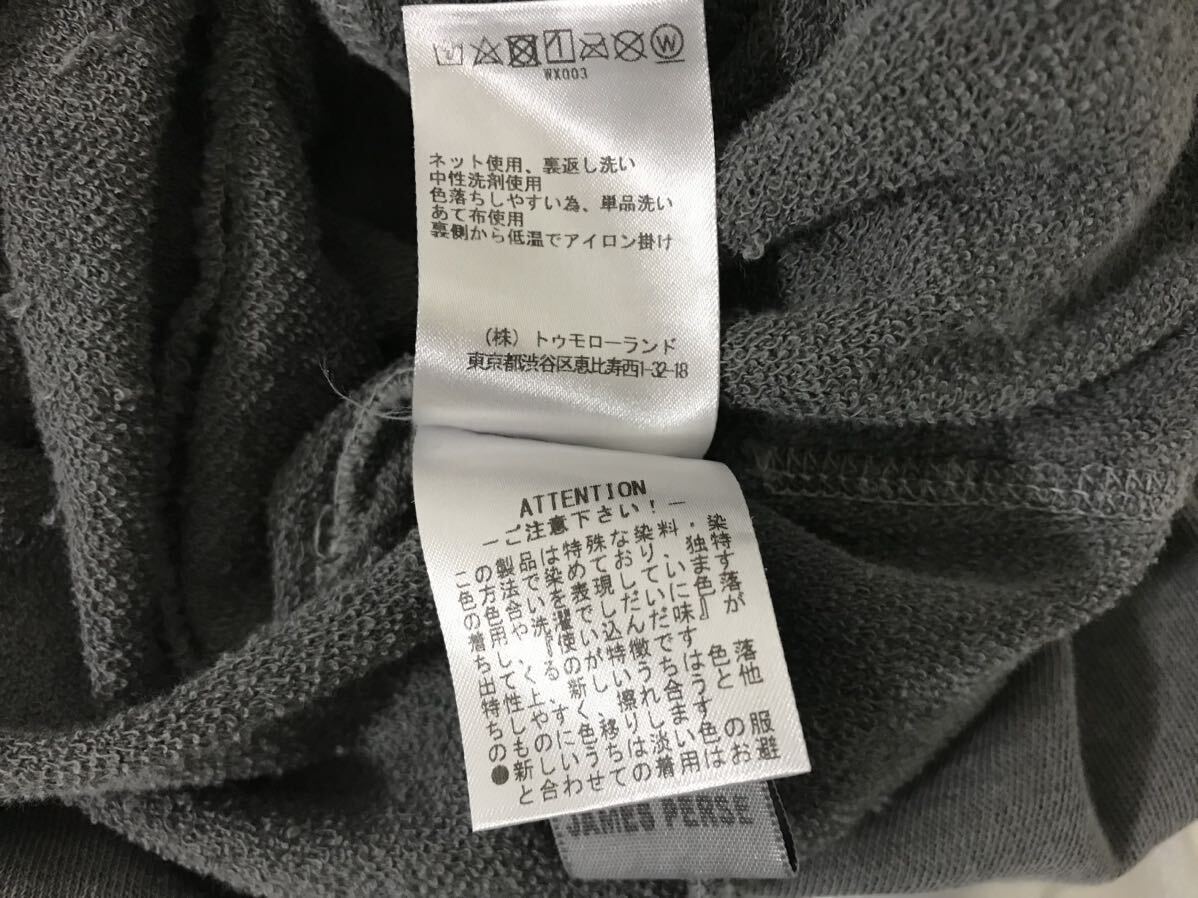 WX003
ネット使用、裏返し洗い
中性洗剤使用
色落ちしやすい為、単品洗い
あて布使用
裏側から低温でアイロン掛け
(株)トゥモローランド
東京都渋谷区恵比寿西1-32-18
ATTENTION
ーご注意下さい！ー
この製品は特殊な染料・染
色方法で染めており、独特
の色合いを表現しています
着用や洗濯でしだいに色落
ちして、『使い込んだ味』が
出てくるのが特徴です。
持性上、新しいうちは色落
ちしやすく、擦れ合うと他
のものに色移りします。
●新しいうちは淡い色の服
と合わせての着用はお避
JAMES PERSE